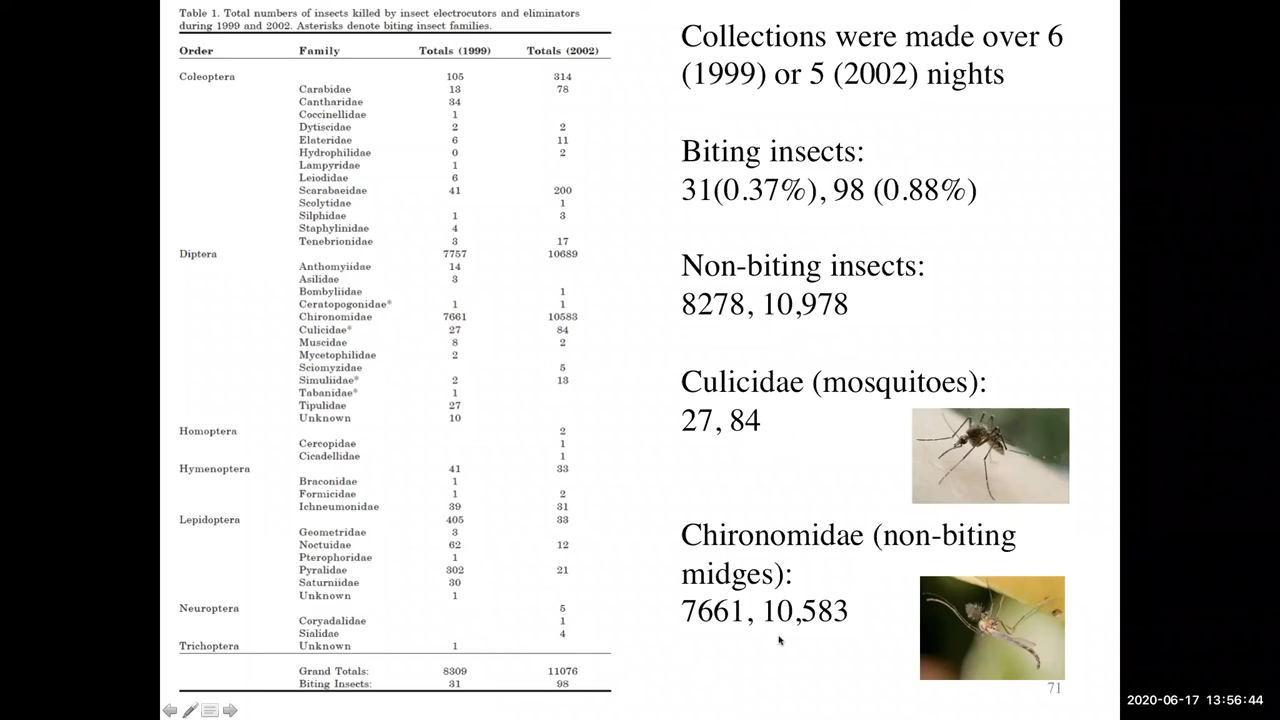 Table 1. Total numbers of insects killed by insect electrocutors and eliminators
during 1999 and 2002. Asterisks denote biting insect families.
Order Family Totals (1999) Totals (2002)
Coleoptera 105 314
Carabidae 13 78
Cantharidae 34
Coccinellidae 1
Dytiscidae 2 2
Elateridae 6 11
Hydrophilidae 0 2
Lampyridae 1
Leiodidae 6
Scarabaeidae 41 200
Scolytidae 1
Silphidae 1 3
Staphylinidae 4
Tenebrionidae 3 17
Diptera 7757 10689
Anthomyiidae 14
Asilidae 3
Bombyliidae 1
Ceratopogonidae* 1 1
Chironomidae 7661 10583
Culicidae* 27 84
Muscidae 8 2
Mycetophilidae 2
Sciomyzidae 5
Simuliidae* 2 13
Tabanidae* 1
Tipulidae 27
Unknown 10
Homoptera 2
Cercopidae 1
Cicadellidae 1
Hymenoptera 41 33
Braconidae 1
Formicidae 1 2
Ichneumonidae 39 31
Lepidoptera 405 33
Geometridae 3
Noctuidae 62 12
Pterophoridae 1
Pyralidae 302 21
Saturniidae 30
Unknown 1
Neuroptera 5
Coryadalidae 1
Sialidae 4
Trichoptera Unknown 1
Grand Totals: 8309 11076
Biting Insects: 31 98
Collections were made over 6
(1999) or 5 (2002) nights
Biting insects:
31(0.37%), 98 (0.88%)
Non-biting insects:
8278, 10,978
Culicidae (mosquitoes):
27, 84
Chironomidae (non-biting
midges):
7661, 10,583
71
2020-06-17 13:56:44